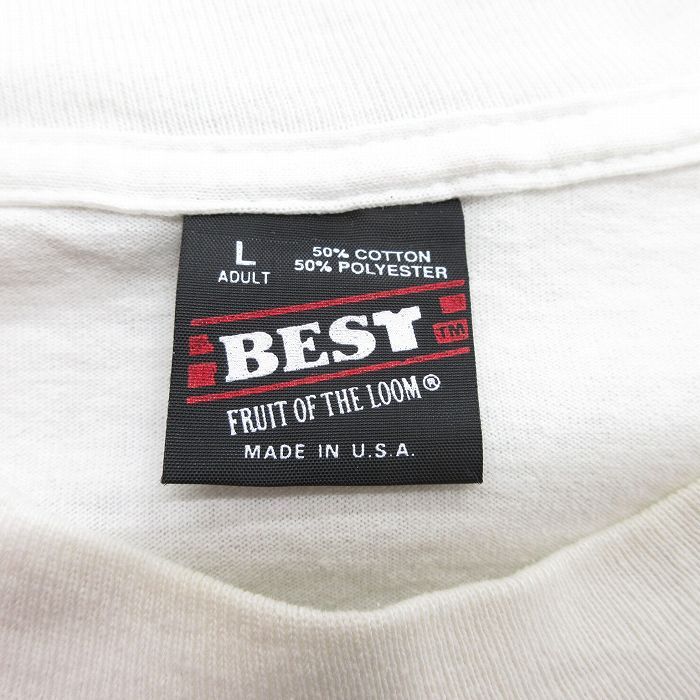 L
ADULT
50% COTTON
50% POLYESTER
BEST
TM
FRUIT OF THE LOOM®
MADE IN U.S.A.